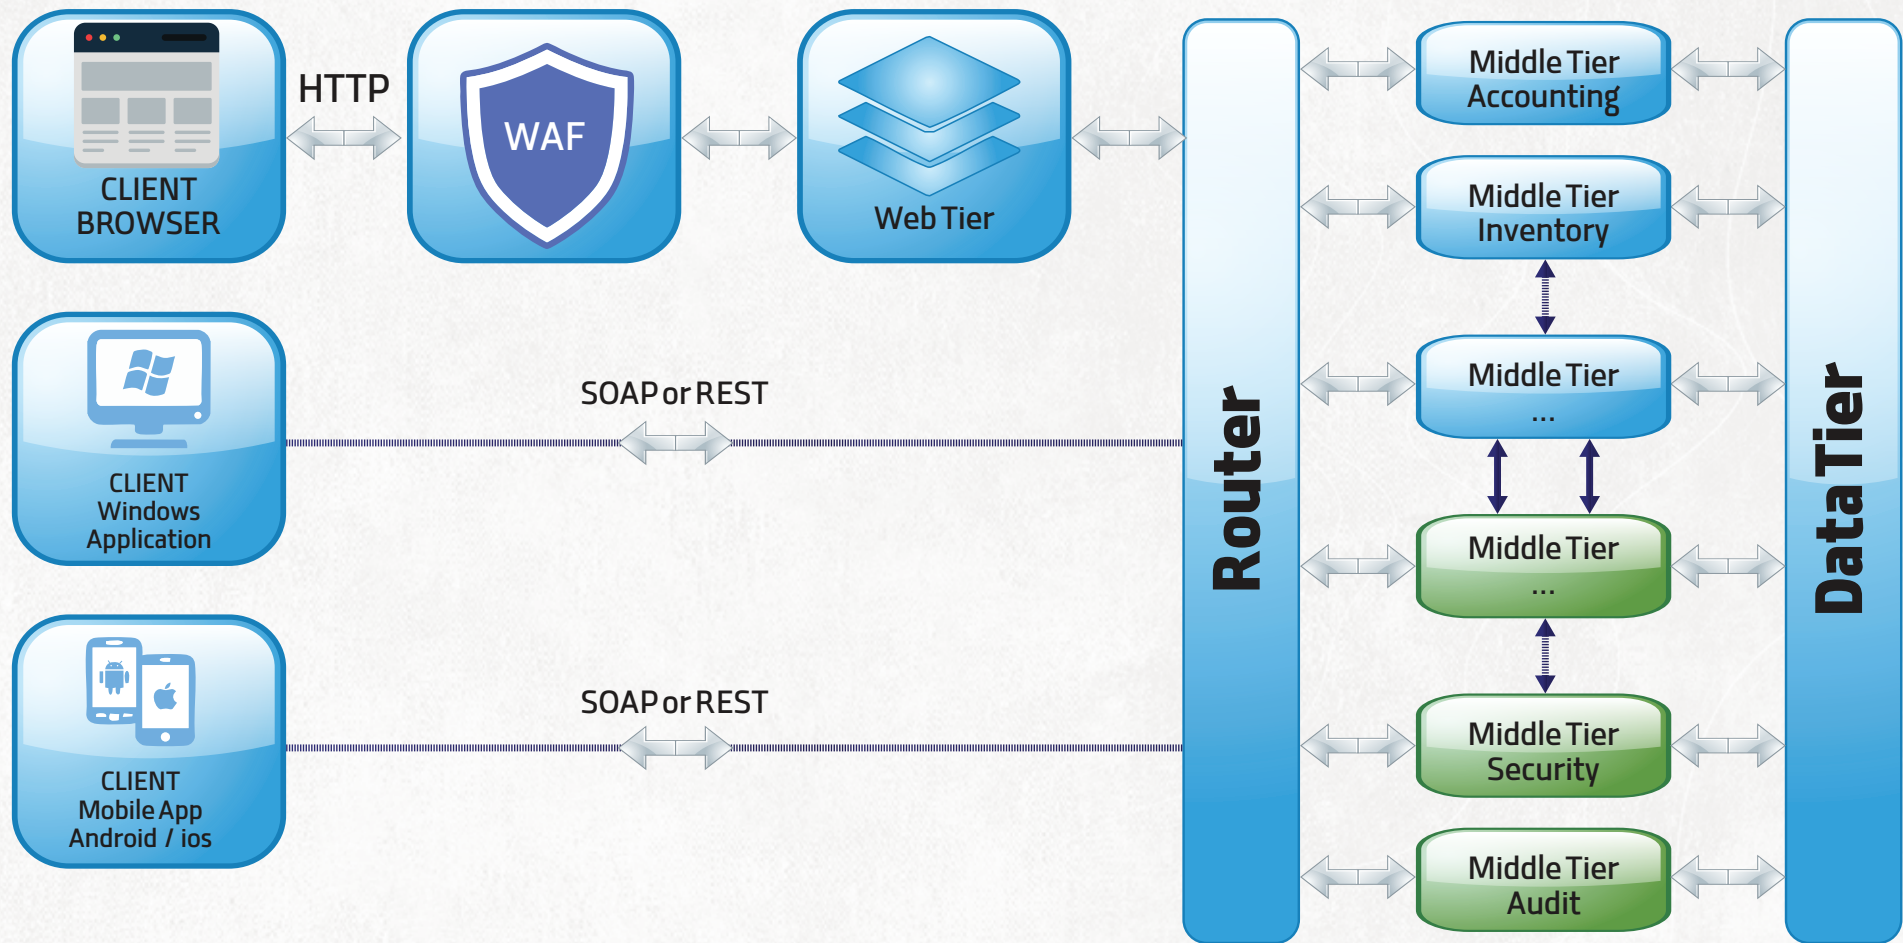 HTTP
CLIENT
BROWSER
WAF
Web Tier
CLIENT
Windows
Application
SOAP or REST
CLIENT
Mobile App
Android / ios
SOAP or REST
Router
Middle Tier
Accounting
Middle Tier
Inventory
Middle Tier
...
Middle Tier
...
Middle Tier
Security
Middle Tier
Audit
Data Tier